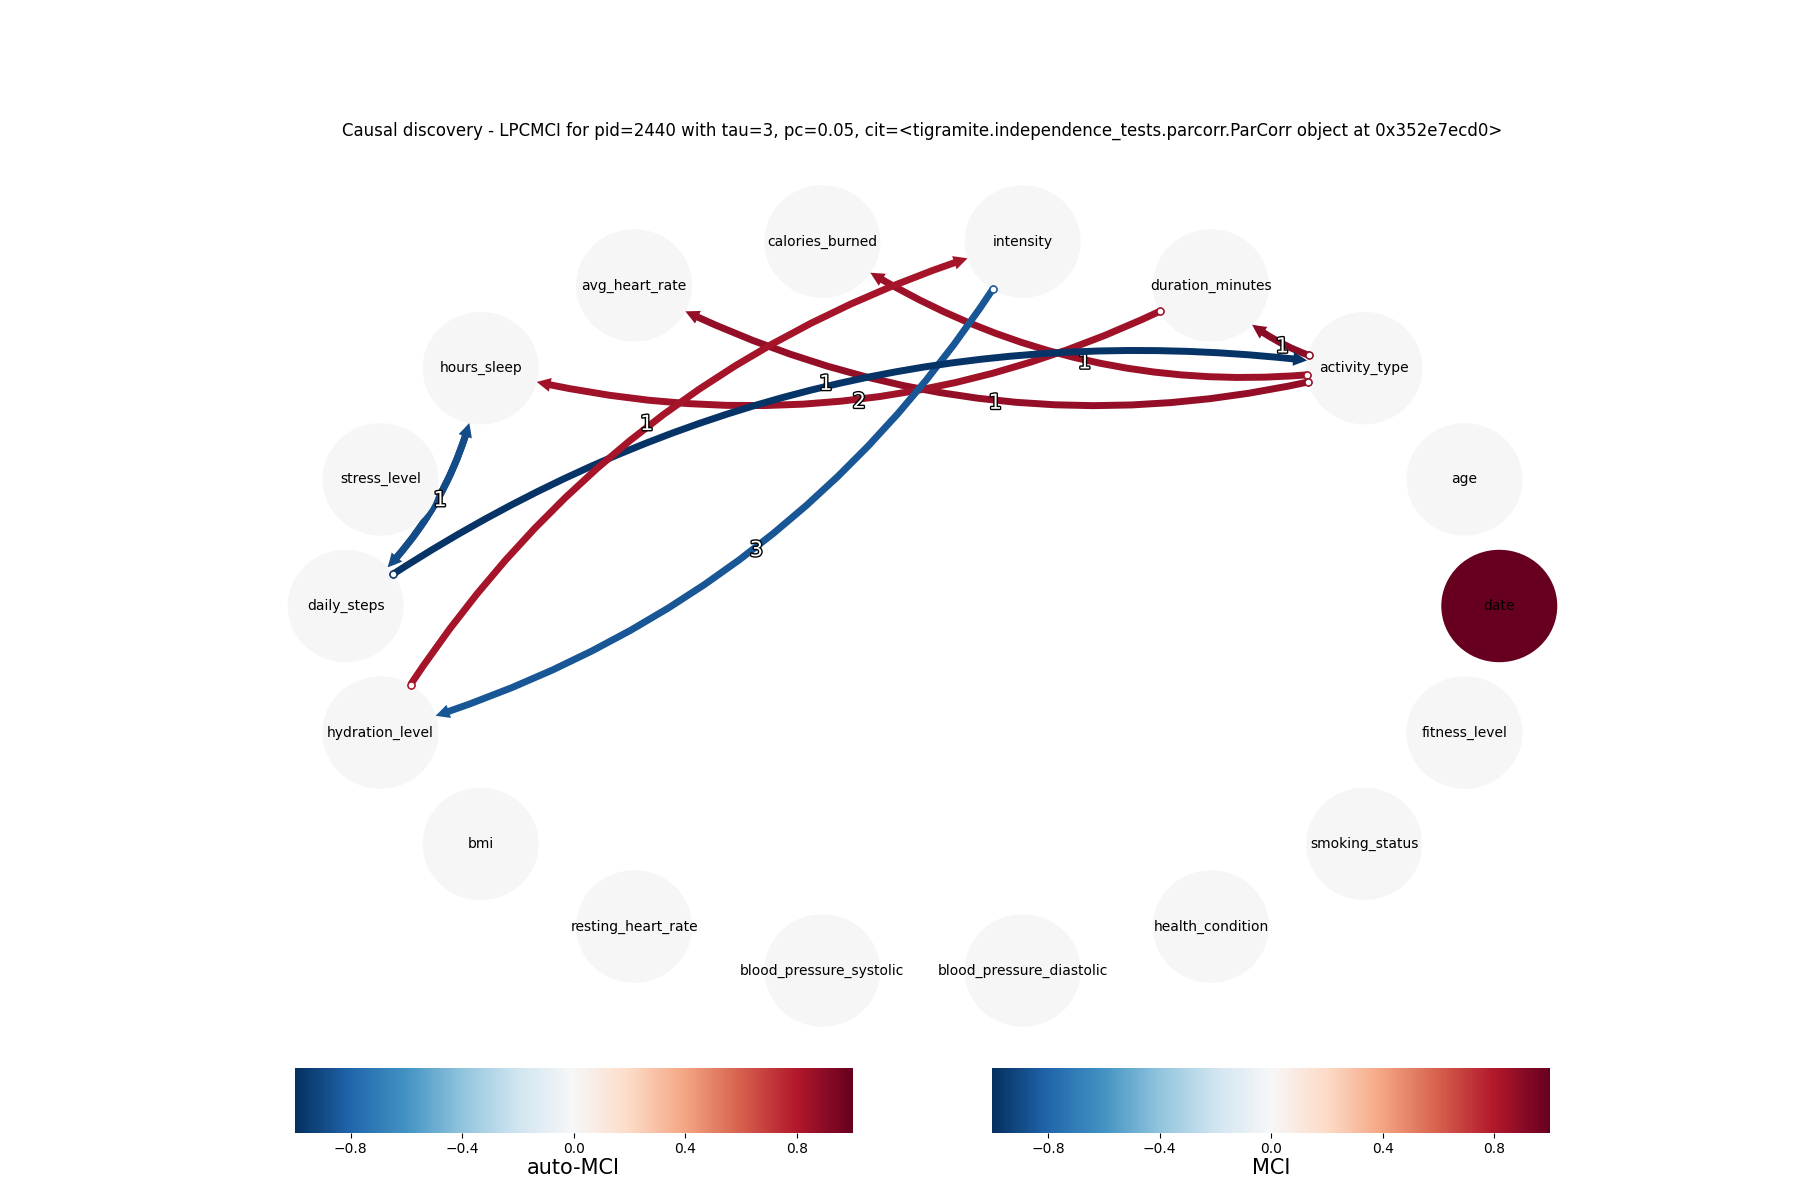 Causal discovery - LPCMCI for pid=2440 with tau=3, pc=0.05, cit=<tigramite.independence_tests.parcorr.ParCorr object at 0x352e7ecd0>
calories_burned
intensity
avg_heart_rate
duration_minutes
1
hours_sleep
1
activity_type
1
2
1
1
stress_level
age
1
3
daily_steps
date
hydration_level
fitness_level
bmi
smoking_status
resting_heart_rate
health_condition
blood_pressure_systolic
blood_pressure_diastolic
−0.8 −0.4 0.0 0.4 0.8
auto-MCI
−0.8 −0.4 0.0 0.4 0.8
MCI